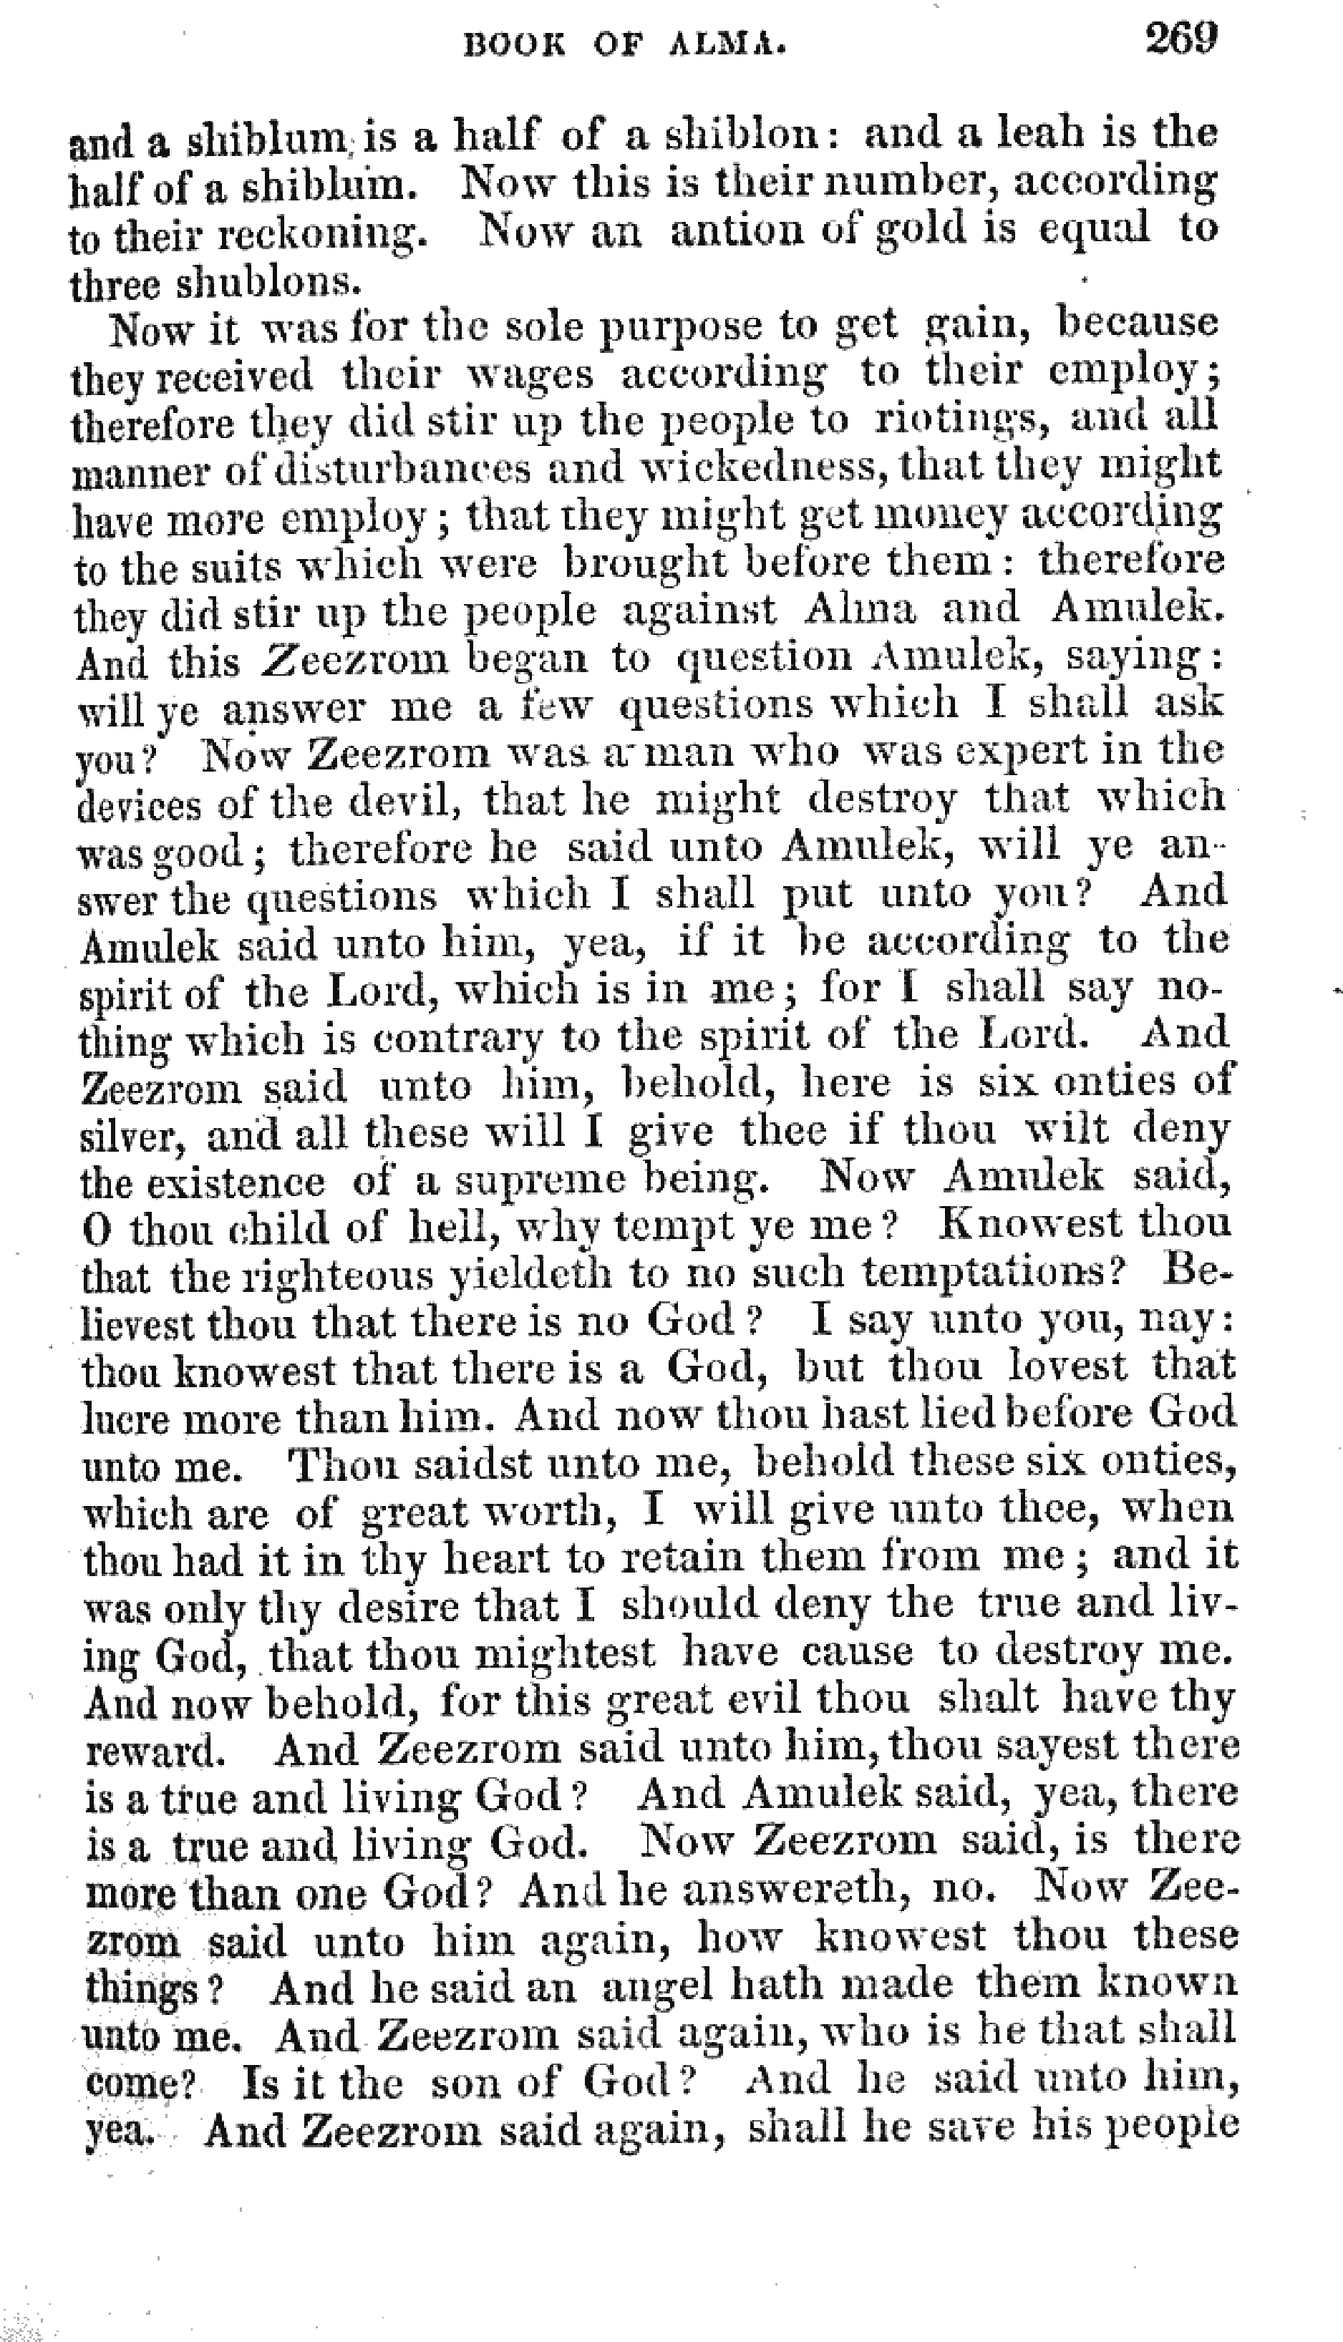 BOOK OF ALMA. 269
and a shiblum is a half of a shiblon: and a leah is the
half of a shiblum. Now this is their number, according
to their reckoning. Now an antion of gold is equal to
three shublons.
Now it was for the sole purpose to get gain, because
they received their wages according to their employ;
therefore they did stir up the people to riotings, and all
manner of disturbances and wickedness, that they might
have more employ; that they might get money according
to the suits which were brought before them: therefore
they did stir up the people against Alma and Amulek.
And this Zeezrom began to question Amulek, saying:
will ye answer me a few questions which I shall ask
you? Now Zeezrom was a man who was expert in the
devices of the devil, that he might destroy that which
was good; therefore he said unto Amulek, will ye an-
swer the questions which I shall put unto you? And
Amulek said unto him, yea, if it be according to the
spirit of the Lord, which is in me; for I shall say no-
thing which is contrary to the spirit of the Lord. And
Zeezrom said unto him, behold, here is six onties of
silver, and all these will I give thee if thou wilt deny
the existence of a supreme being. Now Amulek said,
O thou child of hell, why tempt ye me? Knowest thou
that the righteous yieldeth to no such temptations? Be-
lievest thou that there is no God? I say unto you, nay:
thou knowest that there is a God, but thou lovest that
lucre more than him. And now thou hast lied before God
unto me. Thou saidst unto me, behold these six onties,
which are of great worth, I will give unto thee, when
thou had it in thy heart to retain them from me; and it
was only thy desire that I should deny the true and liv-
ing God, that thou mightest have cause to destroy me.
And now behold, for this great evil thou shalt have thy
reward. And Zeezrom said unto him, thou sayest there
is a true and living God? And Amulek said, yea, there
is a true and living God. Now Zeezrom said, is there
more than one God? And he answereth, no. Now Zee-
zrom said unto him again, how knowest thou these
things? And he said an angel hath made them known
unto me. And Zeezrom said again, who is he that shall
come? Is it the son of God? And he said unto him,
yea. And Zeezrom said again, shall he save his people